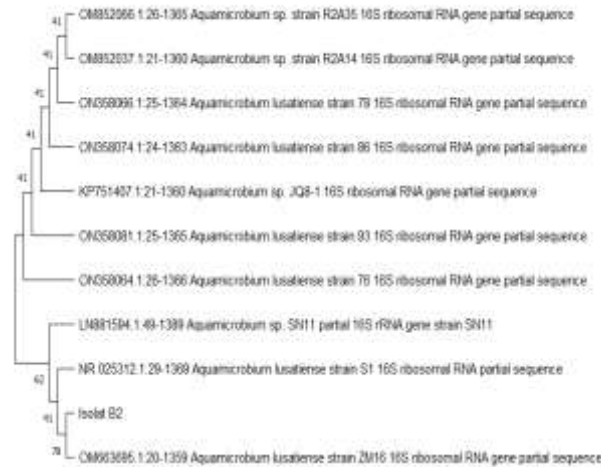 OM852066.1:26-1365 Aquamicrobium sp. strain R2A35 16S ribosomal RNA gene partial sequence
41
OM852037.1:21-1360 Aquamicrobium sp. strain R2A14 16S ribosomal RNA gene partial sequence
41
ON358066.1:25-1364 Aquamicrobium lusatiense strain 79 16S ribosomal RNA gene partial sequence
41
ON358074.1:24-1363 Aquamicrobium lusatiense strain 86 16S ribosomal RNA gene partial sequence
41
KP751407.1:21-1360 Aquamicrobium sp. JQ8-1 16S ribosomal RNA gene partial sequence
41
ON358081.1:25-1365 Aquamicrobium lusatiense strain 93 16S ribosomal RNA gene partial sequence
ON358064.1:26-1366 Aquamicrobium lusatiense strain 76 16S ribosomal RNA gene partial sequence
LN881594.1:49-1389 Aquamicrobium sp. SN11 partial 16S rRNA gene strain SN11
62
NR 025312.1:29-1369 Aquamicrobium lusatiense strain S1 16S ribosomal RNA partial sequence
41
Isolat B2
78
OM663695.1:20-1359 Aquamicrobium lusatiense strain ZM16 16S ribosomal RNA gene partial sequence